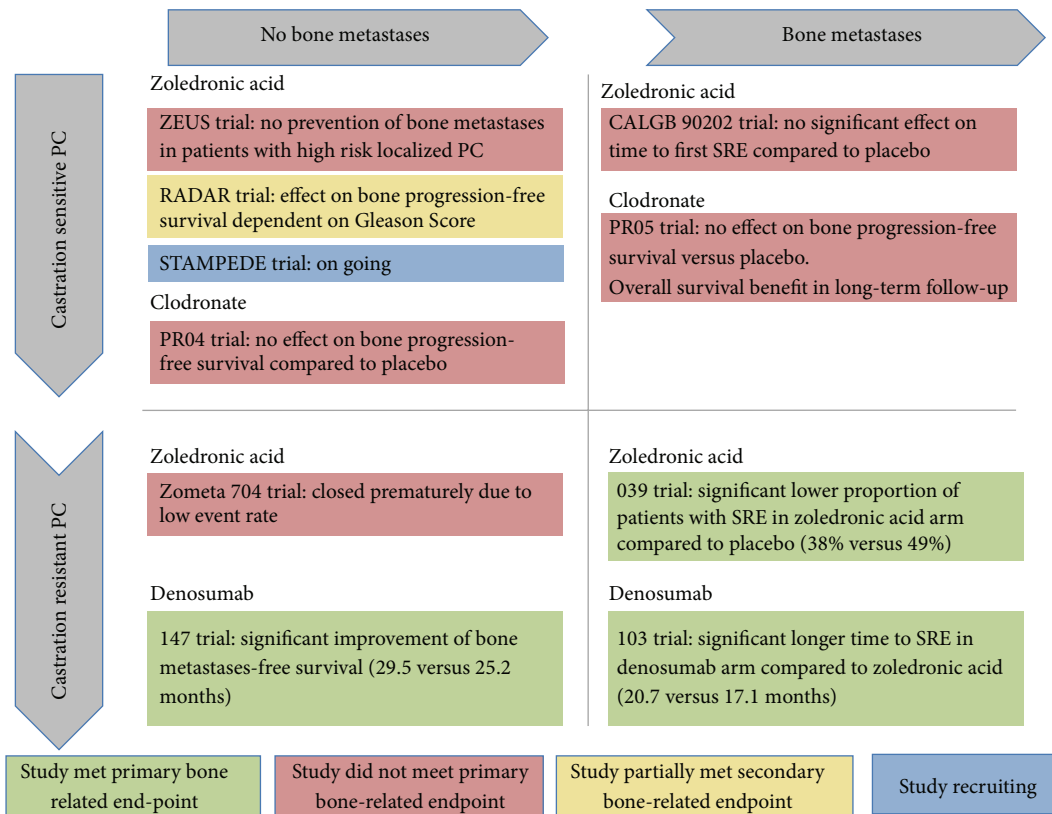 No bone metastases
Bone metastases
Castration sensitive PC
Zoledronic acid
ZEUS trial: no prevention of bone metastases
in patients with high risk localized PC
RADAR trial: effect on bone progression-free
survival dependent on Gleason Score
STAMPEDE trial: on going
Clodronate
PR04 trial: no effect on bone progression-
free survival compared to placebo
Zoledronic acid
CALGB 90202 trial: no significant effect on
time to first SRE compared to placebo
Clodronate
PR05 trial: no effect on bone progression-free
survival versus placebo.
Overall survival benefit in long-term follow-up
Castration resistant PC
Zoledronic acid
Zometa 704 trial: closed prematurely due to
low event rate
Denosumab
147 trial: significant improvement of bone
metastases-free survival (29.5 versus 25.2
months)
Zoledronic acid
039 trial: significant lower proportion of
patients with SRE in zoledronic acid arm
compared to placebo (38% versus 49%)
Denosumab
103 trial: significant longer time to SRE in
denosumab arm compared to zoledronic acid
(20.7 versus 17.1 months)
Study met primary bone
related end-point
Study did not meet primary
bone-related endpoint
Study partially met secondary
bone-related endpoint
Study recruiting